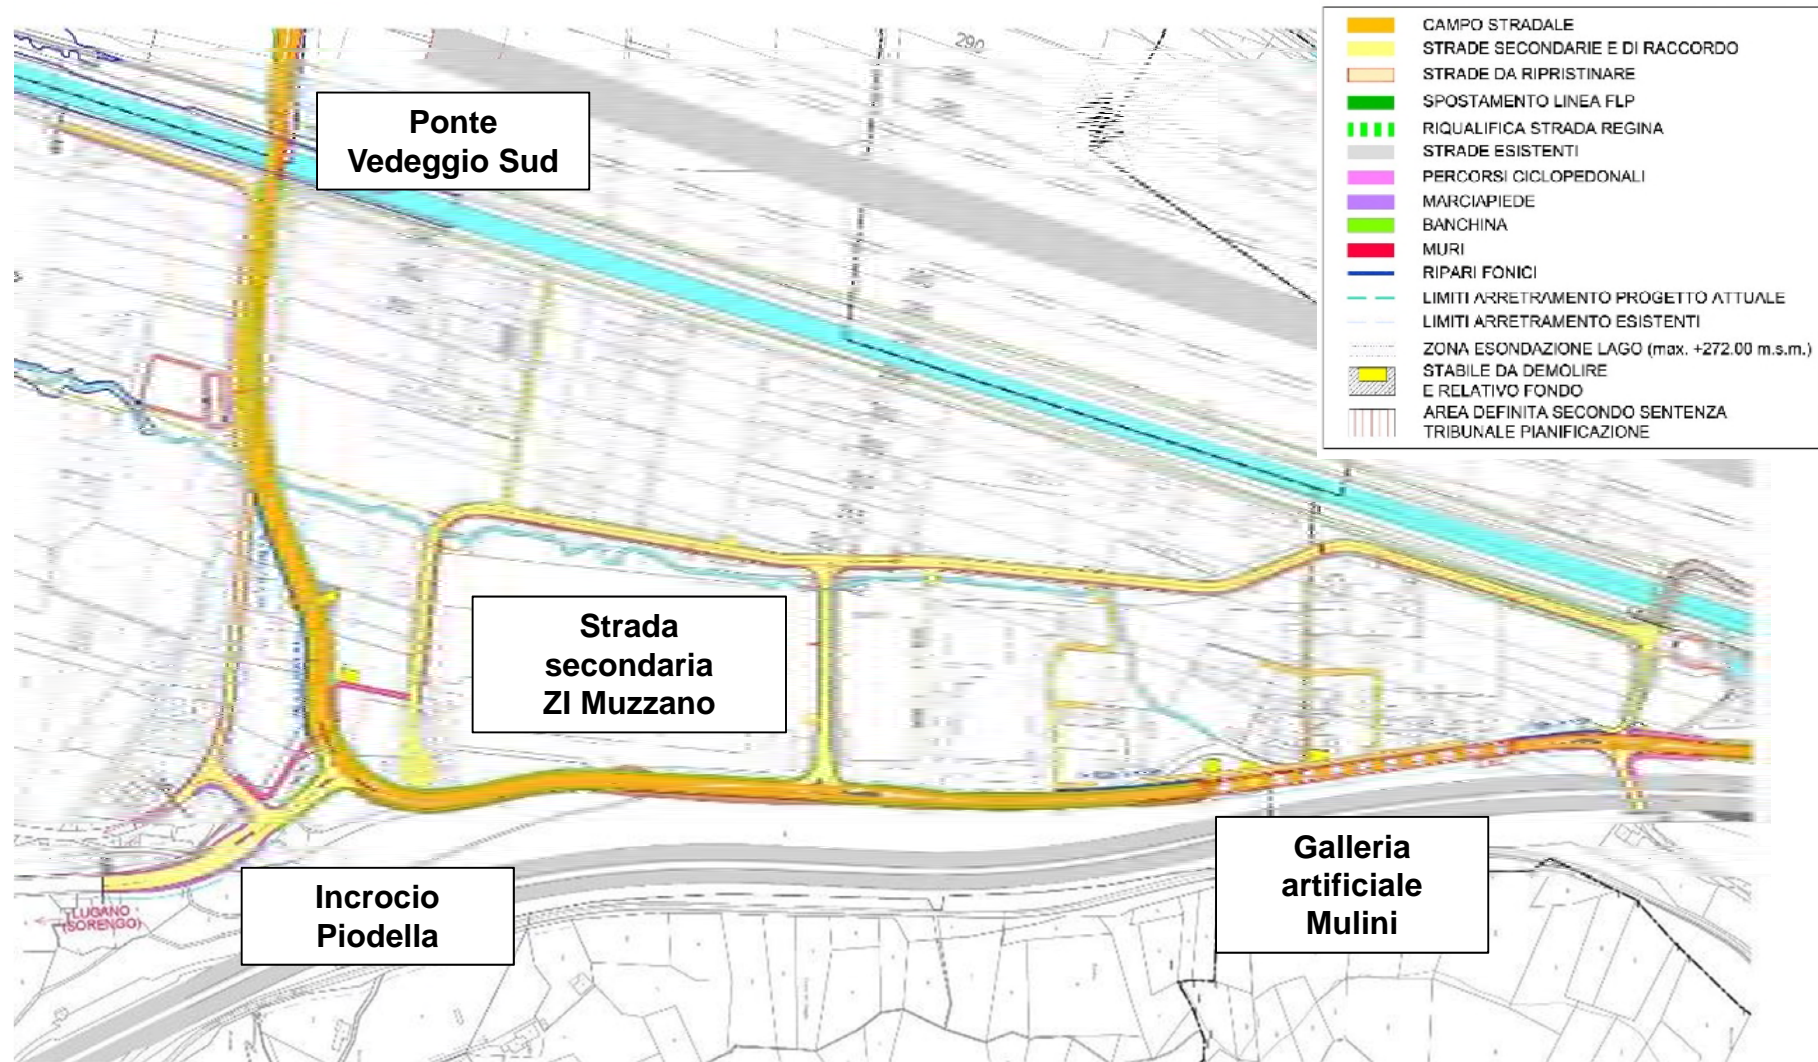 290
Ponte
Vedeggio Sud
CAMPO STRADALE
STRADE SECONDARIE E DI RACCORDO
STRADE DA RIPRISTINARE
SPOSTAMENTO LINEA FLP
RIQUALIFICA STRADA REGINA
STRADE ESISTENTI
PERCORSI CICLOPEDONALI
MARCIAPIEDE
BANCHINA
MURI
RIPARI FONICI
LIMITI ARRETRAMENTO PROGETTO ATTUALE
LIMITI ARRETRAMENTO ESISTENTI
ZONA ESONDAZIONE LAGO (max. +272.00 m.s.m.)
STABILE DA DEMOLIRE
E RELATIVO FONDO
AREA DEFINITA SECONDO SENTENZA
TRIBUNALE PIANIFICAZIONE
Strada
secondaria
ZI Muzzano
Galleria
artificiale
Mulini
Incrocio
Piodella
LUGANO
(SORENGO)